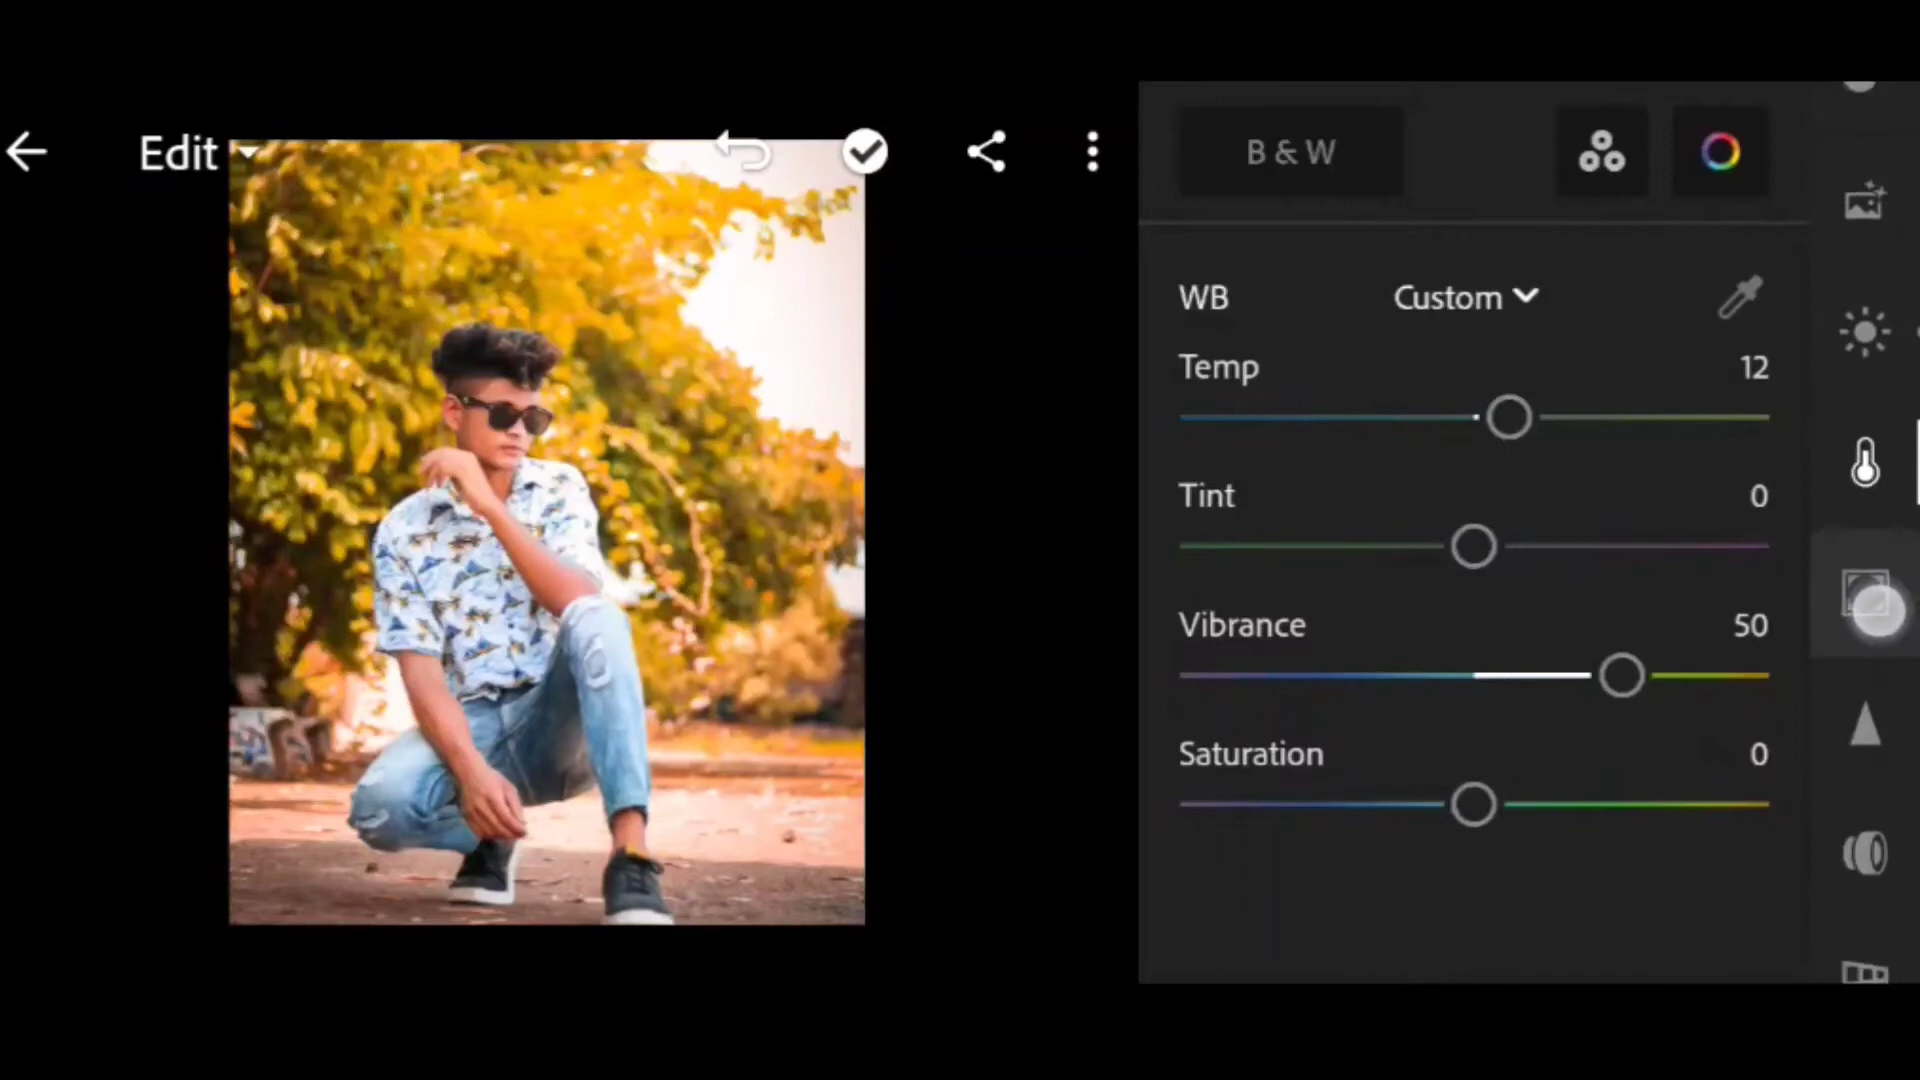 Edit
B & W
WB Custom
Temp 12
Tint 0
Vibrance 50
Saturation 0